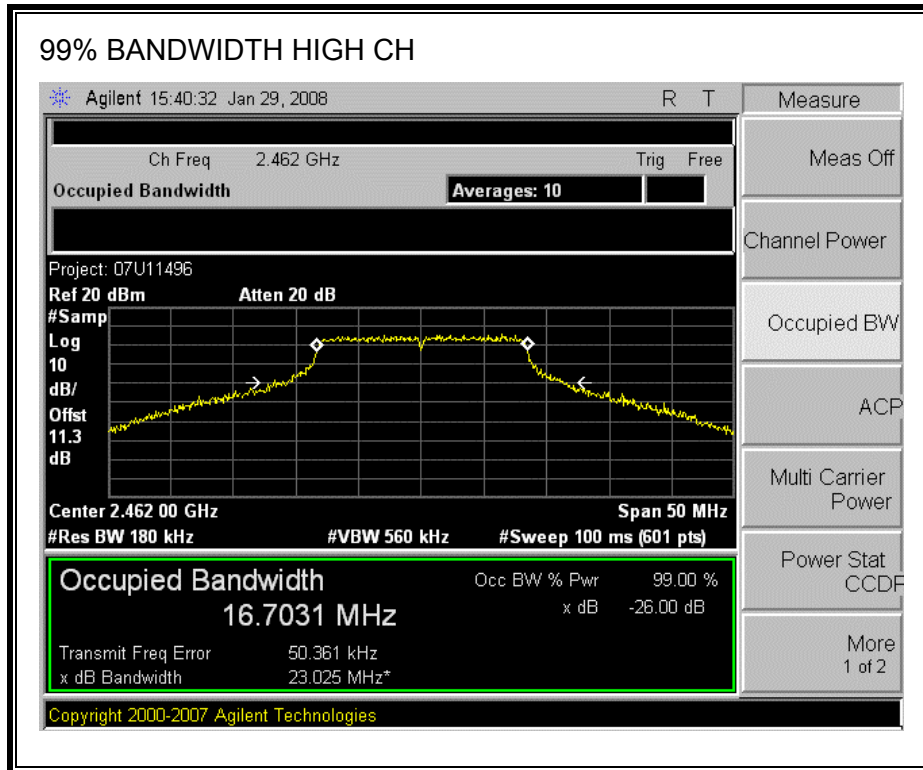 99% BANDWIDTH HIGH CH
Agilent 15:40:32 Jan 29, 2008 R T
Measure
Ch Freq 2.462 GHz Trig Free
Meas Off
Occupied Bandwidth Averages: 10
Channel Power
Project: 07U11496
Ref 20 dBm Atten 20 dB
#Samp
Log
10
dB/
Offst
11.3
dB
Occupied BW
ACP
Multi Carrier
Power
Center 2.462 00 GHz Span 50 MHz
#Res BW 180 kHz #VBW 560 kHz #Sweep 100 ms (601 pts)
Power Stat
CCDF
Occupied Bandwidth Occ BW % Pwr 99.00 %
16.7031 MHz x dB -26.00 dB
Transmit Freq Error 50.361 kHz
x dB Bandwidth 23.025 MHz*
More
1 of 2
Copyright 2000-2007 Agilent Technologies